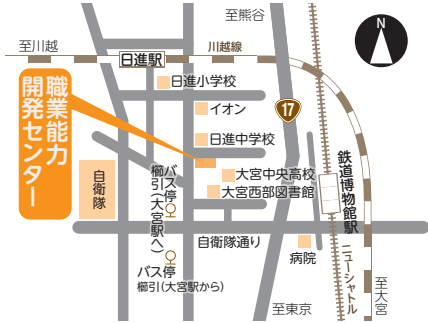 至熊谷
N
至川越
川越線
日進駅
日進小学校
イオン
17
職業能力
開発センター
日進中学校
大宮中央高校
大宮西部図書館
自衛隊
バス停
櫛引(大宮駅へ)
鉄道博物館駅
自衛隊通り
病院
ニューシャトル
バス停
櫛引(大宮駅から)
至東京
至大宮